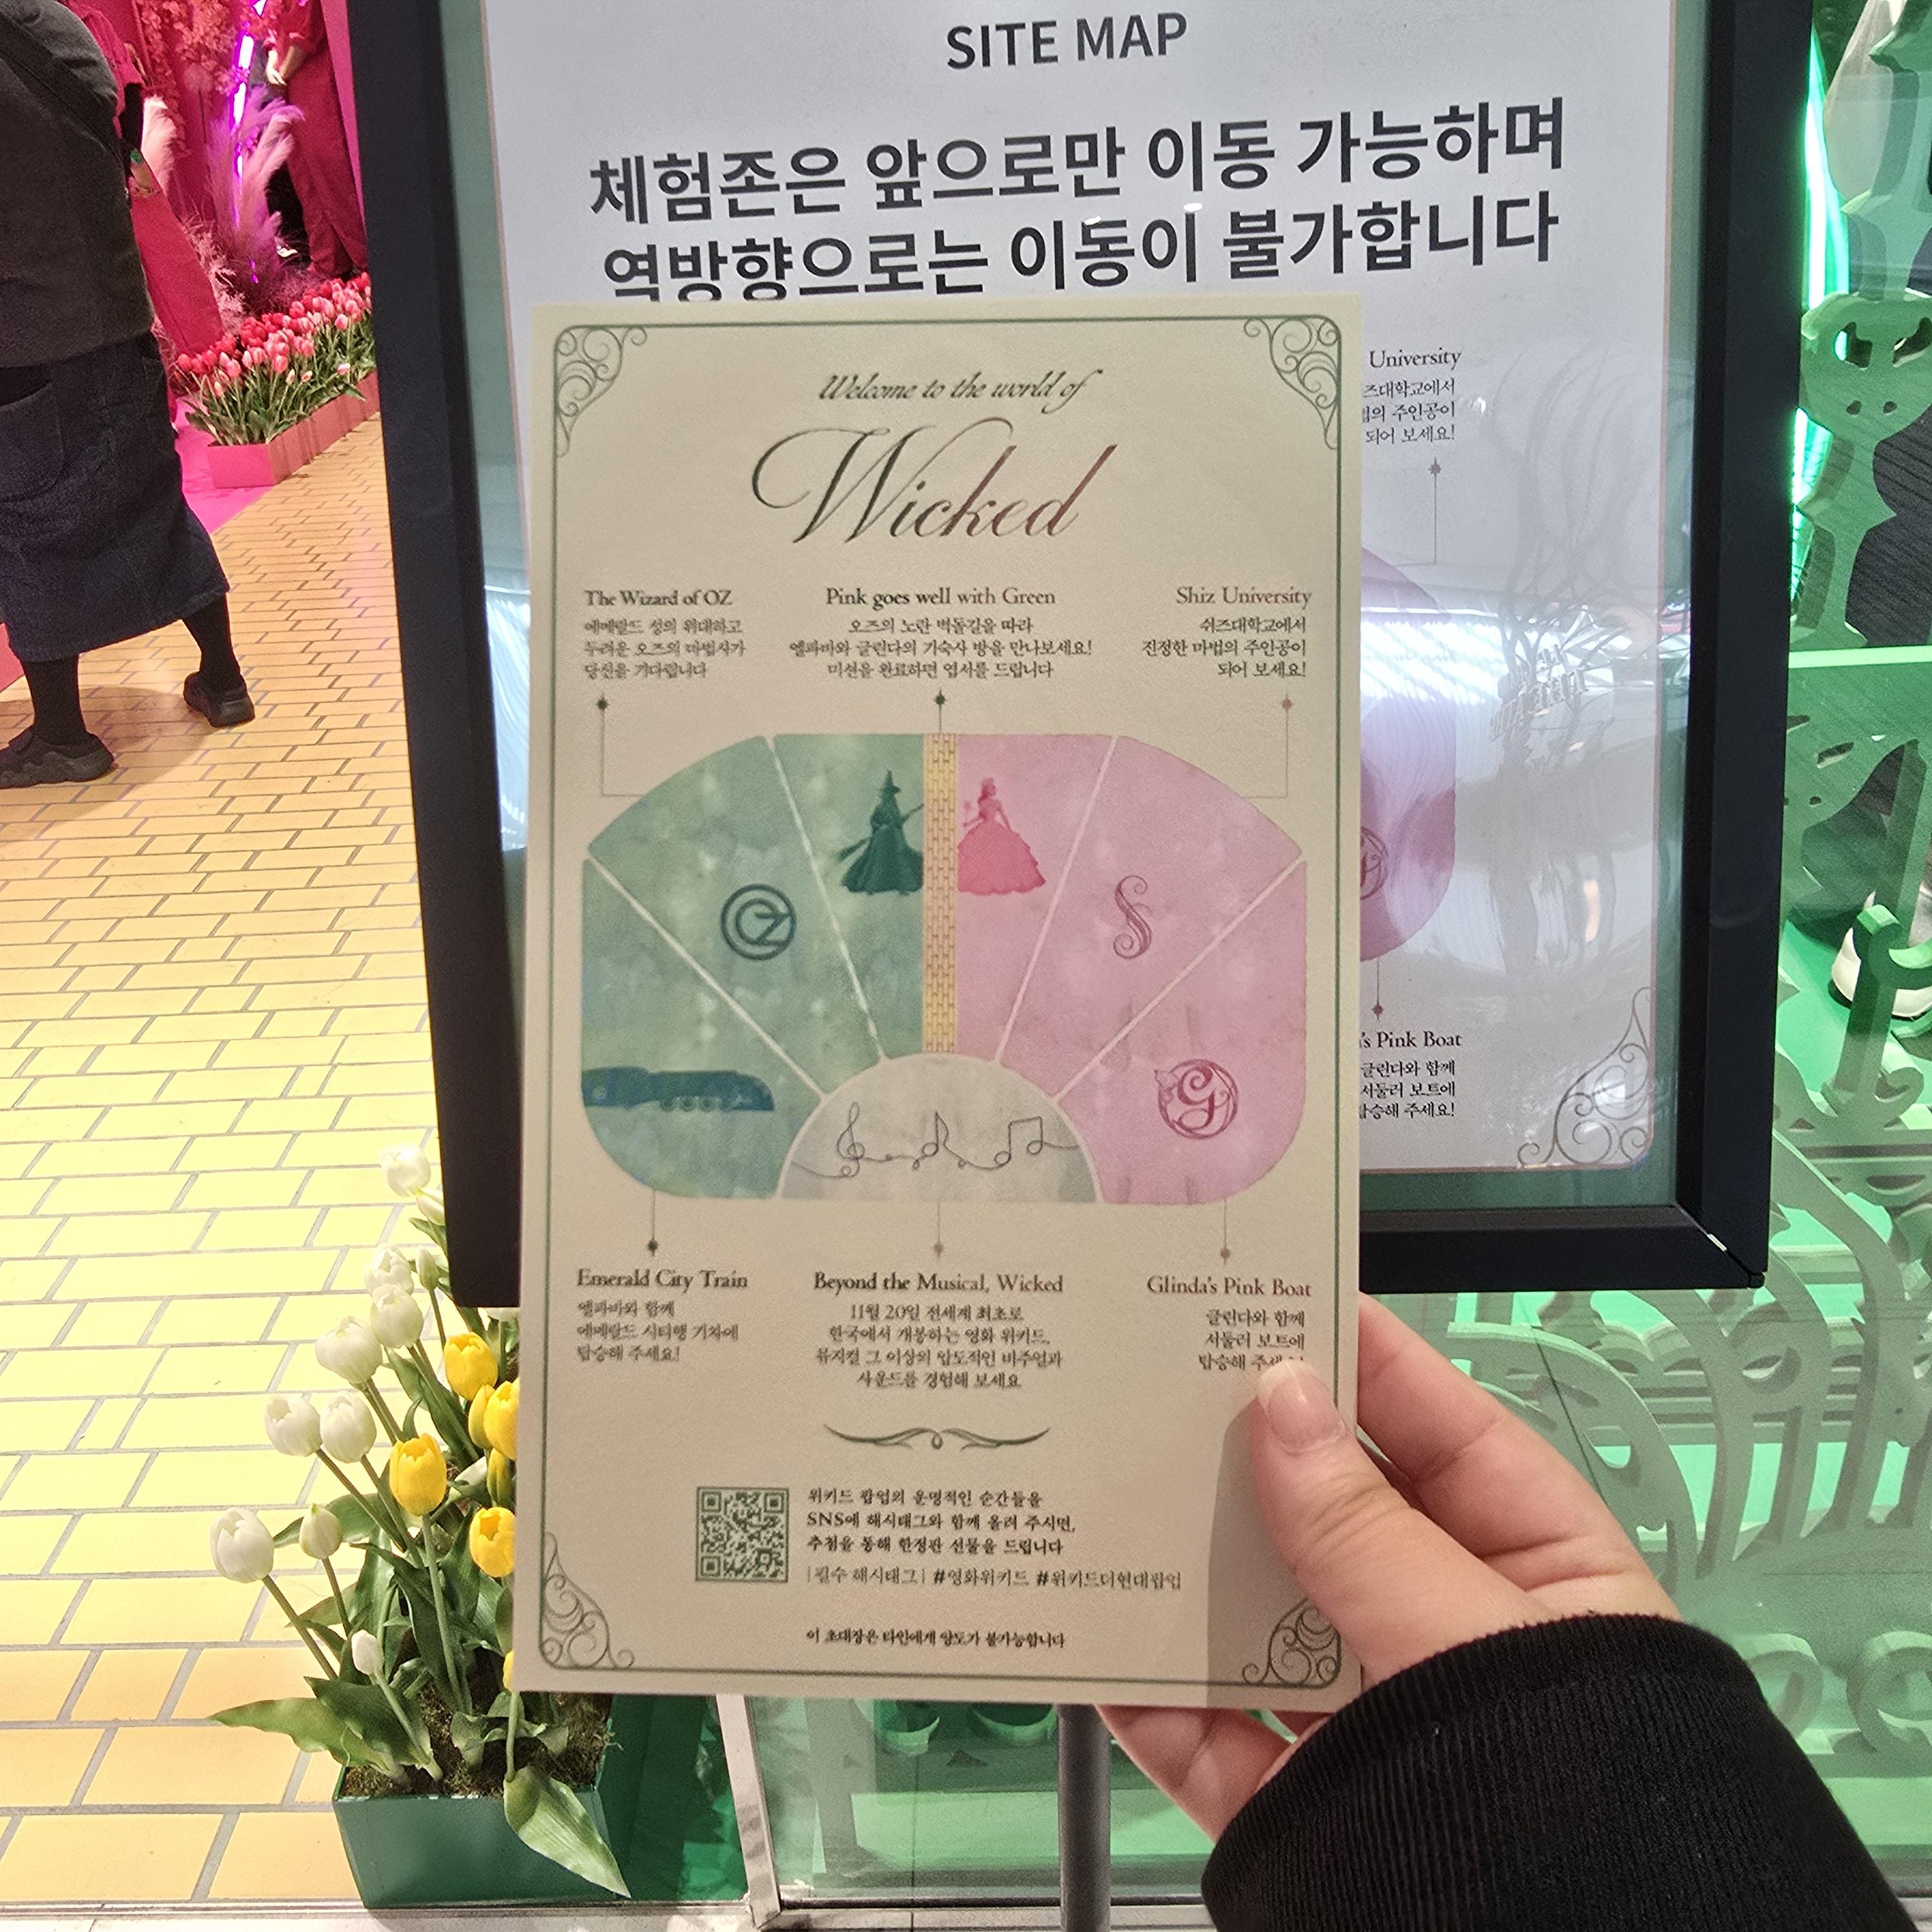 SITE MAP
체험존은 앞으로만 이동 가능하며
역방향으로는 이동이 불가합니다
University
즈대학교에서
법의 주인공이
되어 보세요!
Welcome to the world of
Wicked
The Wizard of OZ
에메랄드 성의 위대하고
두려운 오즈의 마법사가
당신을 기다립니다
Pink goes well with Green
오즈의 노란 벽돌길을 따라
엘파바와 글린다의 기숙사 방을 만나보세요!
미션을 완료하면 엽서를 드립니다
Shiz University
쉬즈대학교에서
진정한 마법의 주인공이
되어 보세요!
OZ
S
G
Emerald City Train
엘파바와 함께
에메랄드 시티행 기차에
탑승해 주세요!
Beyond the Musical, Wicked
11월 20일 전세계 최초로
한국에서 개봉하는 영화 위키드,
뮤지컬 그 이상의 압도적인 비주얼과
사운드를 경험해 보세요
Glinda's Pink Boat
글린다와 함께
서둘러 보트에
탑승해 주세요!
's Pink Boat
글린다와 함께
서둘러 보트에
탑승해 주세요!
위키드 팝업의 운명적인 순간들을
SNS에 해시태그와 함께 올려 주시면,
추첨을 통해 한정판 선물을 드립니다
|필수 해시태그| #영화위키드 #위키드더현대팝업
이 초대장은 타인에게 양도가 불가능합니다